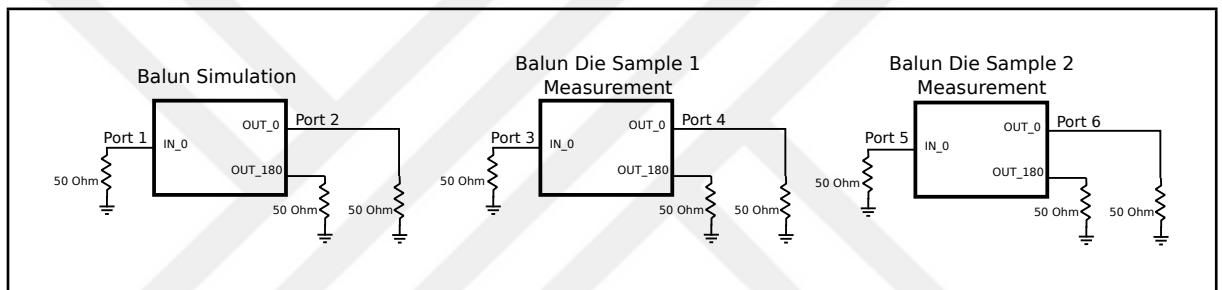 Balun Simulation
Port 1
IN_0
OUT_0
OUT_180
Port 2
50 Ohm
50 Ohm
50 Ohm
Balun Die Sample 1
Measurement
Port 3
IN_0
OUT_0
OUT_180
Port 4
50 Ohm
50 Ohm
50 Ohm
Balun Die Sample 2
Measurement
Port 5
IN_0
OUT_0
OUT_180
Port 6
50 Ohm
50 Ohm
50 Ohm